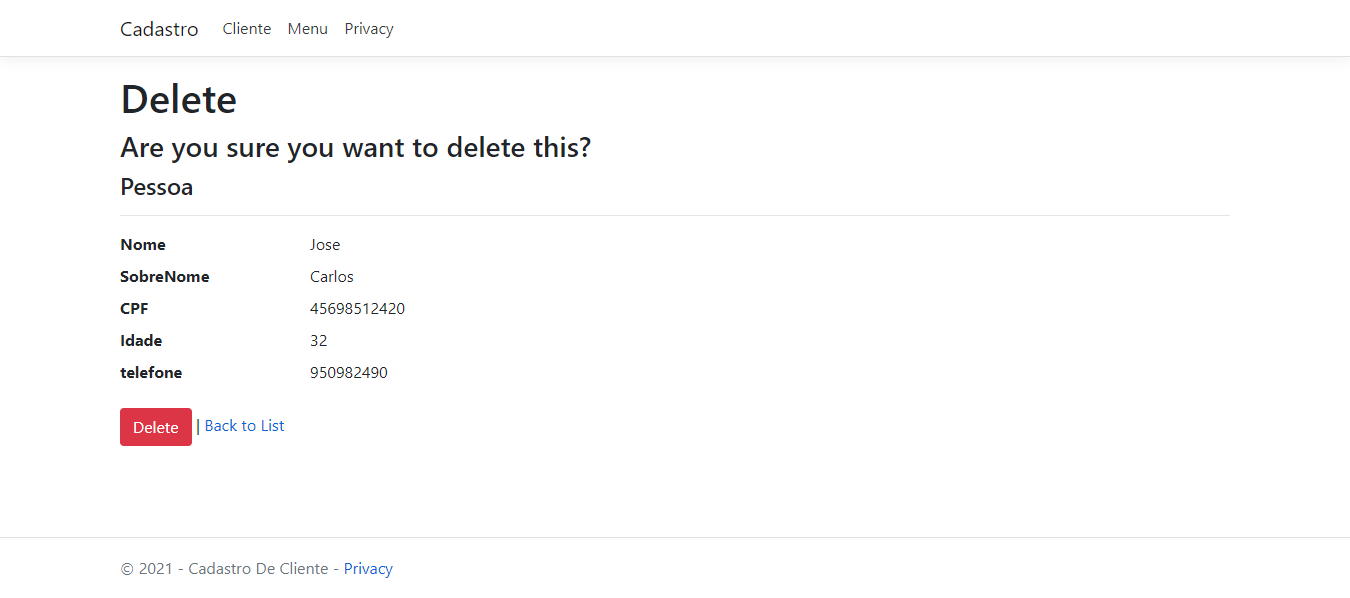 Cadastro Cliente Menu Privacy
Delete
Are you sure you want to delete this?
Pessoa
Nome Jose
SobreNome Carlos
CPF 45698512420
Idade 32
telefone 950982490
Delete | Back to List
© 2021 - Cadastro De Cliente - Privacy